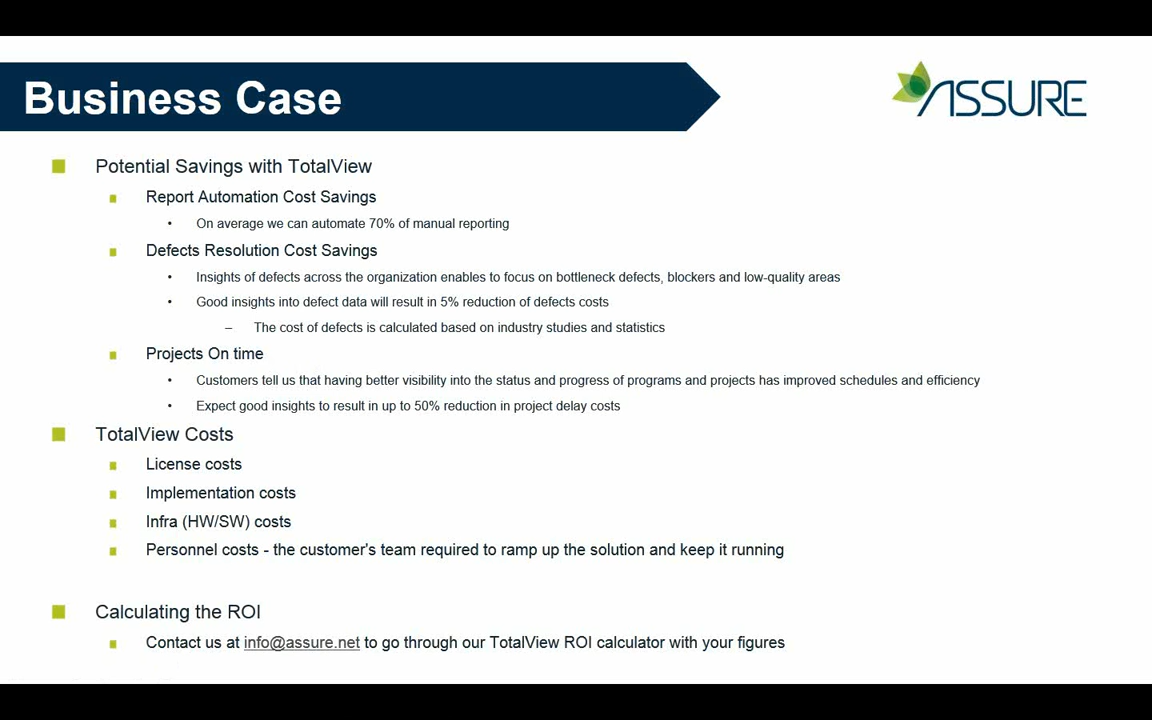 Business Case
ASSURE
Potential Savings with TotalView
Report Automation Cost Savings
On average we can automate 70% of manual reporting
Defects Resolution Cost Savings
Insights of defects across the organization enables to focus on bottleneck defects, blockers and low-quality areas
Good insights into defect data will result in 5% reduction of defects costs
– The cost of defects is calculated based on industry studies and statistics
Projects On time
Customers tell us that having better visibility into the status and progress of programs and projects has improved schedules and efficiency
Expect good insights to result in up to 50% reduction in project delay costs
TotalView Costs
License costs
Implementation costs
Infra (HW/SW) costs
Personnel costs - the customer's team required to ramp up the solution and keep it running
Calculating the ROI
Contact us at info@assure.net to go through our TotalView ROI calculator with your figures